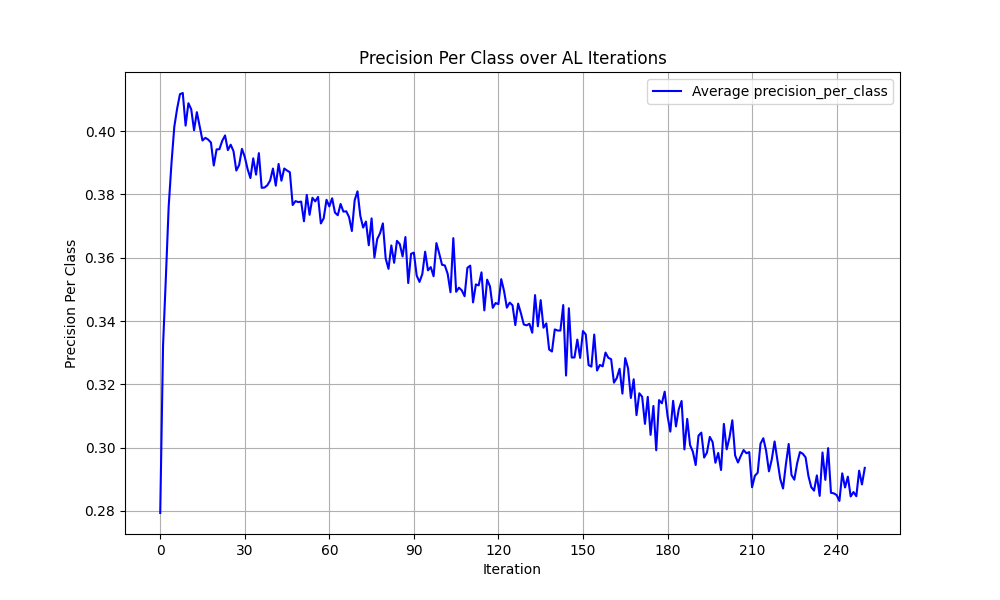 Precision Per Class over AL Iterations
Average precision_per_class
Precision Per Class
0.40
0.38
0.36
0.34
0.32
0.30
0.28
0 30 60 90 120 150 180 210 240
Iteration